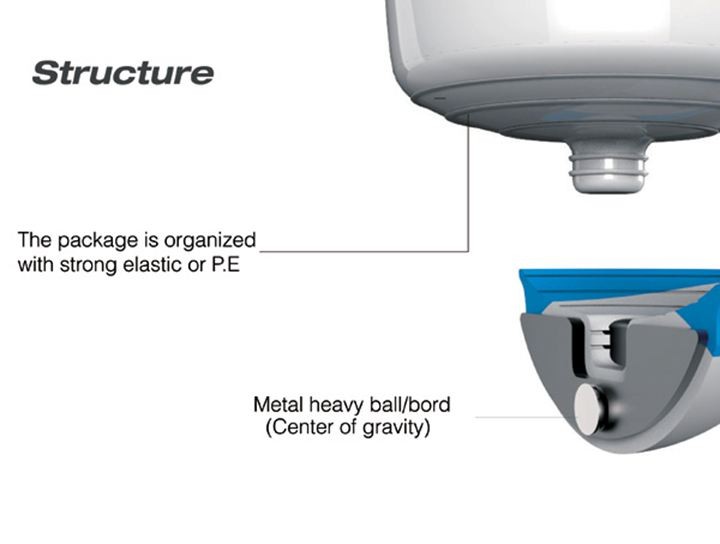 Structure
The package is organized
with strong elastic or P.E
Metal heavy ball/bord
(Center of gravity)